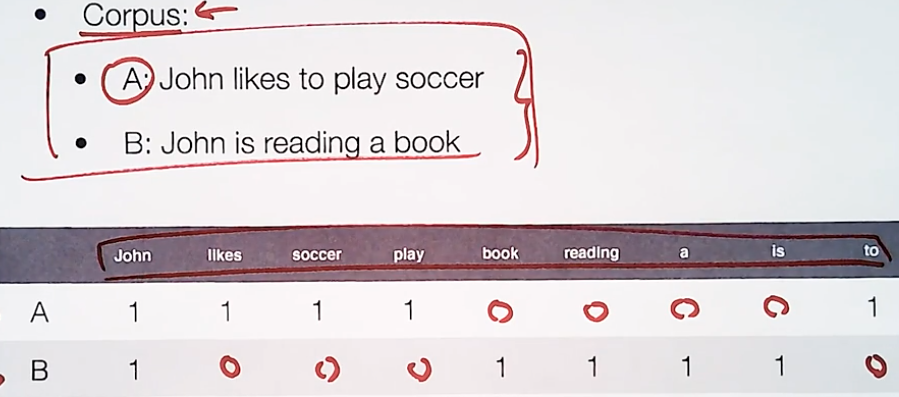 Corpus:
A: John likes to play soccer
B: John is reading a book
John likes soccer play book reading a is to
A 1 1 1 1 0 0 0 0 1
B 1 0 0 0 1 1 1 1 0